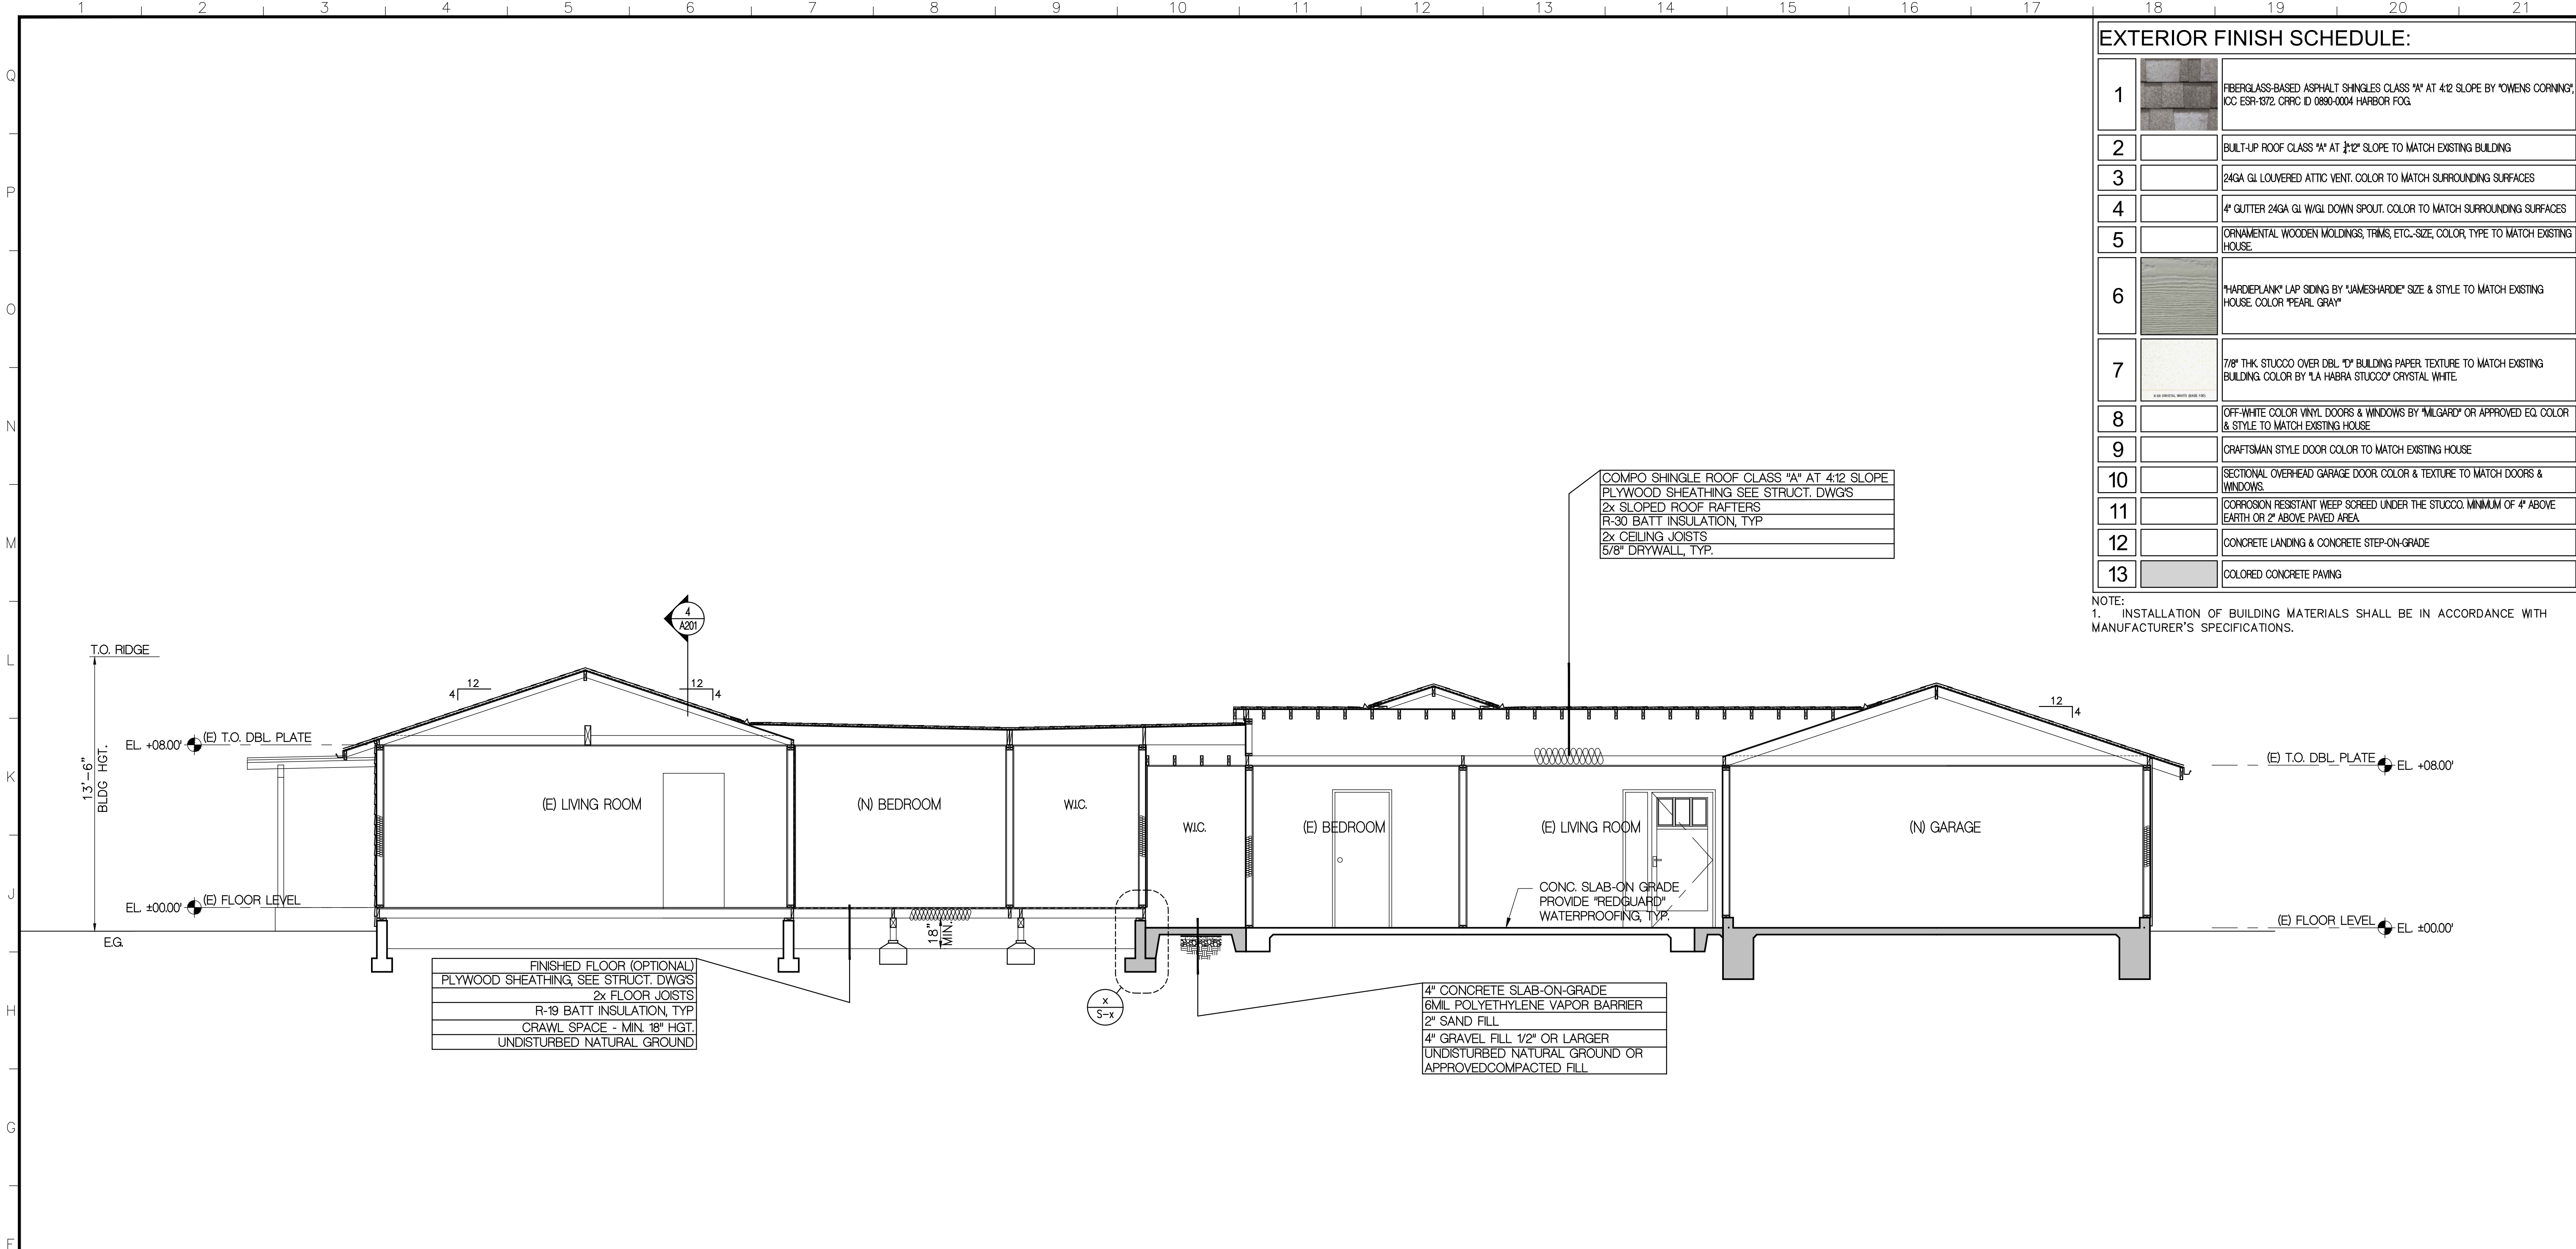 1 2 3 4 5 6 7 8 9 10 11 12 13 14 15 16 17 18 19 20 21
Q
P
O
N
M
L
K
J
H
G
F
EXTERIOR FINISH SCHEDULE:
1
FIBERGLASS-BASED ASPHALT SHINGLES CLASS "A" AT 4:12 SLOPE BY "OWENS CORNING",
ICC ESR-1372. CRRC ID 0890-0004 HARBOR FOG.
2
BUILT-UP ROOF CLASS "A" AT ¼":12" SLOPE TO MATCH EXISTING BUILDING
3
24GA G.I. LOUVERED ATTIC VENT. COLOR TO MATCH SURROUNDING SURFACES
4
4" GUTTER 24GA G.I. W/G.I. DOWN SPOUT. COLOR TO MATCH SURROUNDING SURFACES
5
ORNAMENTAL WOODEN MOLDINGS, TRIMS, ETC..-SIZE, COLOR, TYPE TO MATCH EXISTING
HOUSE.
6
"HARDIEPLANK" LAP SIDING BY "JAMESHARDIE" SIZE & STYLE TO MATCH EXISTING
HOUSE. COLOR "PEARL GRAY"
7
7/8" THK. STUCCO OVER DBL. "D" BUILDING PAPER. TEXTURE TO MATCH EXISTING
BUILDING. COLOR BY "LA HABRA STUCCO" CRYSTAL WHITE.
CRYSTAL WHITE
8
OFF-WHITE COLOR VINYL DOORS & WINDOWS BY "MILGARD" OR APPROVED EQ. COLOR
& STYLE TO MATCH EXISTING HOUSE
9
CRAFTSMAN STYLE DOOR COLOR TO MATCH EXISTING HOUSE
10
SECTIONAL OVERHEAD GARAGE DOOR. COLOR & TEXTURE TO MATCH DOORS &
WINDOWS.
11
CORROSION RESISTANT WEEP SCREED UNDER THE STUCCO. MINIMUM OF 4" ABOVE
EARTH OR 2" ABOVE PAVED AREA.
12
CONCRETE LANDING & CONCRETE STEP-ON-GRADE
13
COLORED CONCRETE PAVING
NOTE:
1. INSTALLATION OF BUILDING MATERIALS SHALL BE IN ACCORDANCE WITH
MANUFACTURER'S SPECIFICATIONS.
COMPO SHINGLE ROOF CLASS "A" AT 4:12 SLOPE
PLYWOOD SHEATHING SEE STRUCT. DWG'S
2x SLOPED ROOF RAFTERS
R-30 BATT INSULATION, TYP
2x CEILING JOISTS
5/8" DRYWALL, TYP.
4
A201
T.O. RIDGE
12
4
12
4
12
4
13'-6"
BLDG HGT.
EL. +08.00'
(E) T.O. DBL. PLATE
(E) T.O. DBL. PLATE
EL. +08.00'
(E) LIVING ROOM
(N) BEDROOM
W.I.C.
W.I.C.
(E) BEDROOM
(E) LIVING ROOM
(N) GARAGE
CONC. SLAB-ON GRADE
PROVIDE "REDGUARD"
WATERPROOFING, TYP.
EL. ±00.00'
(E) FLOOR LEVEL
(E) FLOOR LEVEL
EL. ±00.00'
E.G.
18"
MIN.
FINISHED FLOOR (OPTIONAL)
PLYWOOD SHEATHING, SEE STRUCT. DWG'S
2x FLOOR JOISTS
R-19 BATT INSULATION, TYP
CRAWL SPACE - MIN. 18" HGT.
UNDISTURBED NATURAL GROUND
x
S-x
4" CONCRETE SLAB-ON-GRADE
6MIL POLYETHYLENE VAPOR BARRIER
2" SAND FILL
4" GRAVEL FILL 1/2" OR LARGER
UNDISTURBED NATURAL GROUND OR
APPROVEDCOMPACTED FILL